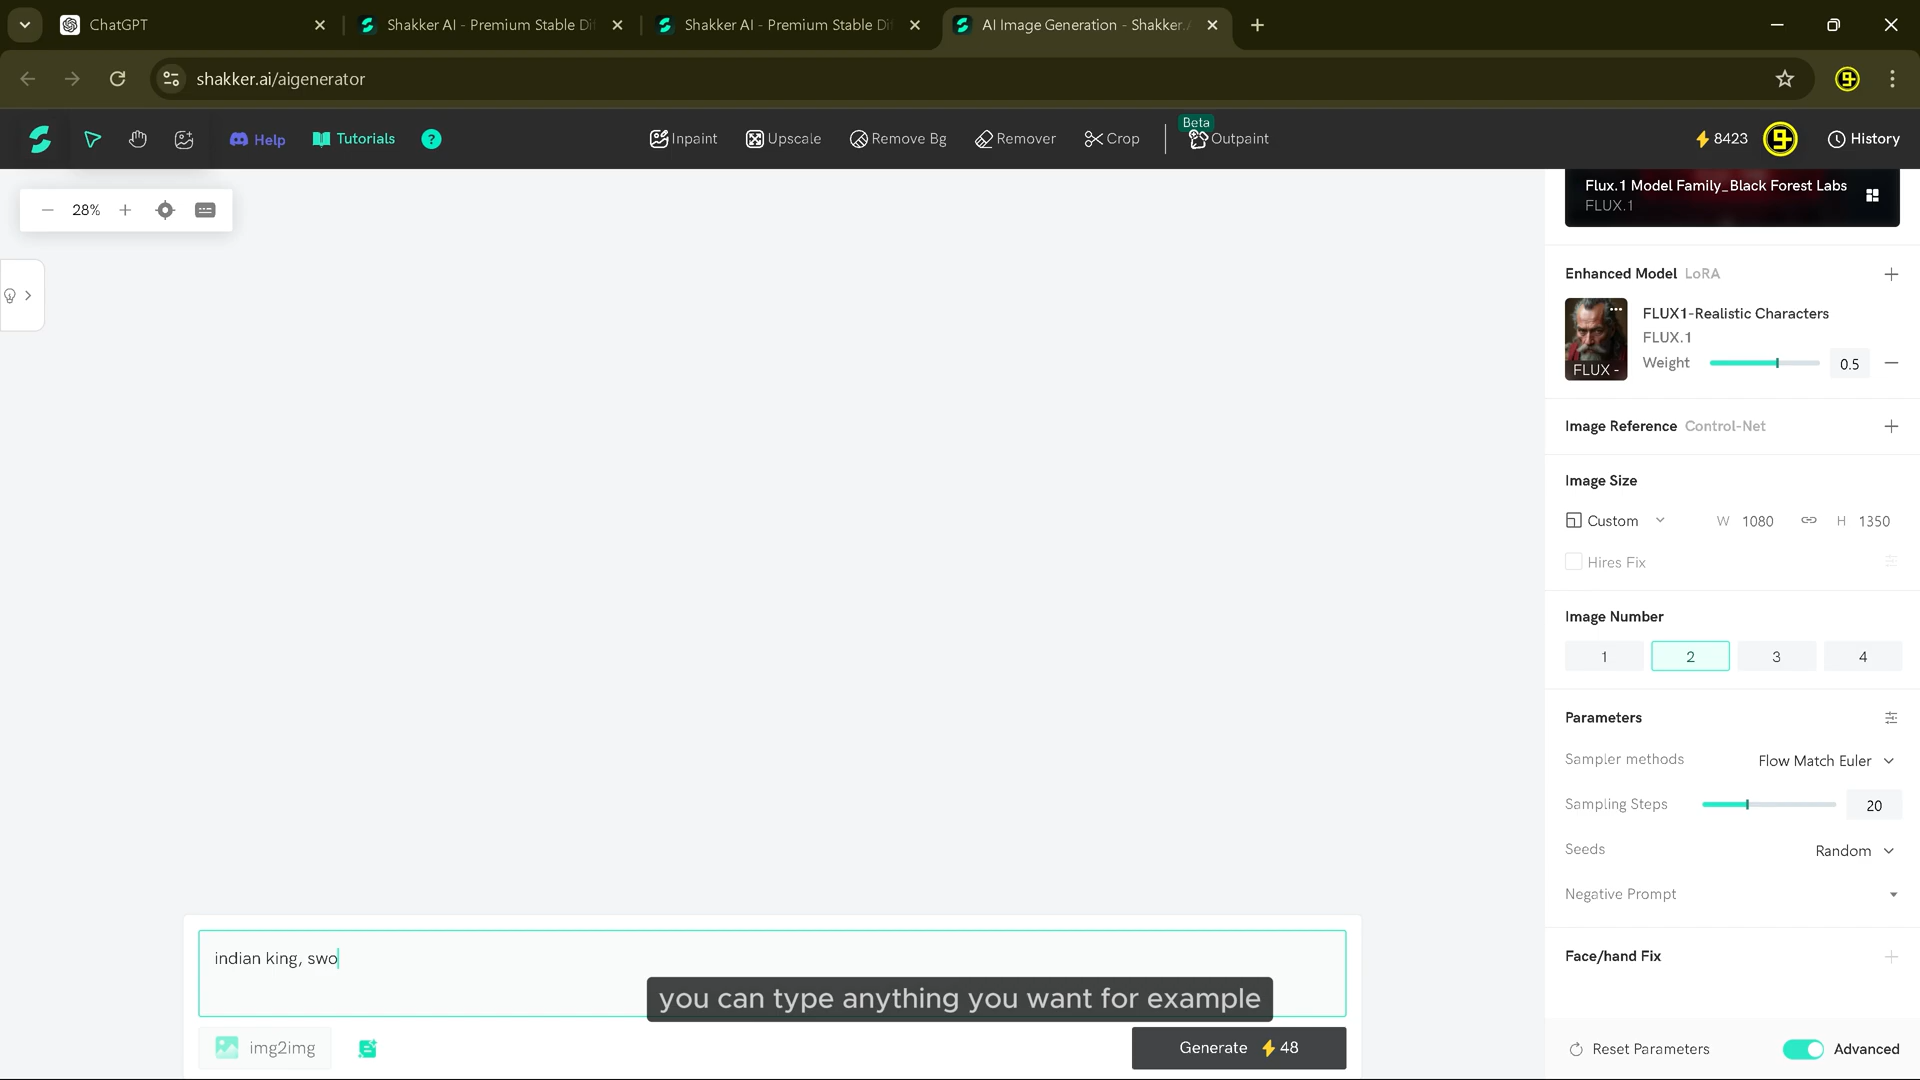 ChatGPT
Shakker AI - Premium Stable Di
Shakker AI - Premium Stable Di
AI Image Generation - Shakker.
shakker.ai/aigenerator
Help
Tutorials
?
Inpaint
Upscale
Remove Bg
Remover
Crop
Beta
Outpaint
8423
History
28%
Flux.1 Model Family_Black Forest Labs
FLUX.1
Enhanced Model LoRA
FLUX1-Realistic Characters
FLUX.1
FLUX -
Weight 0.5
Image Reference Control-Net
Image Size
Custom W 1080 H 1350
Hires Fix
Image Number
1 2 3 4
Parameters
Sampler methods Flow Match Euler
Sampling Steps 20
Seeds Random
Negative Prompt
Face/hand Fix
Reset Parameters Advanced
indian king, swo
you can type anything you want for example
img2img
Generate 48